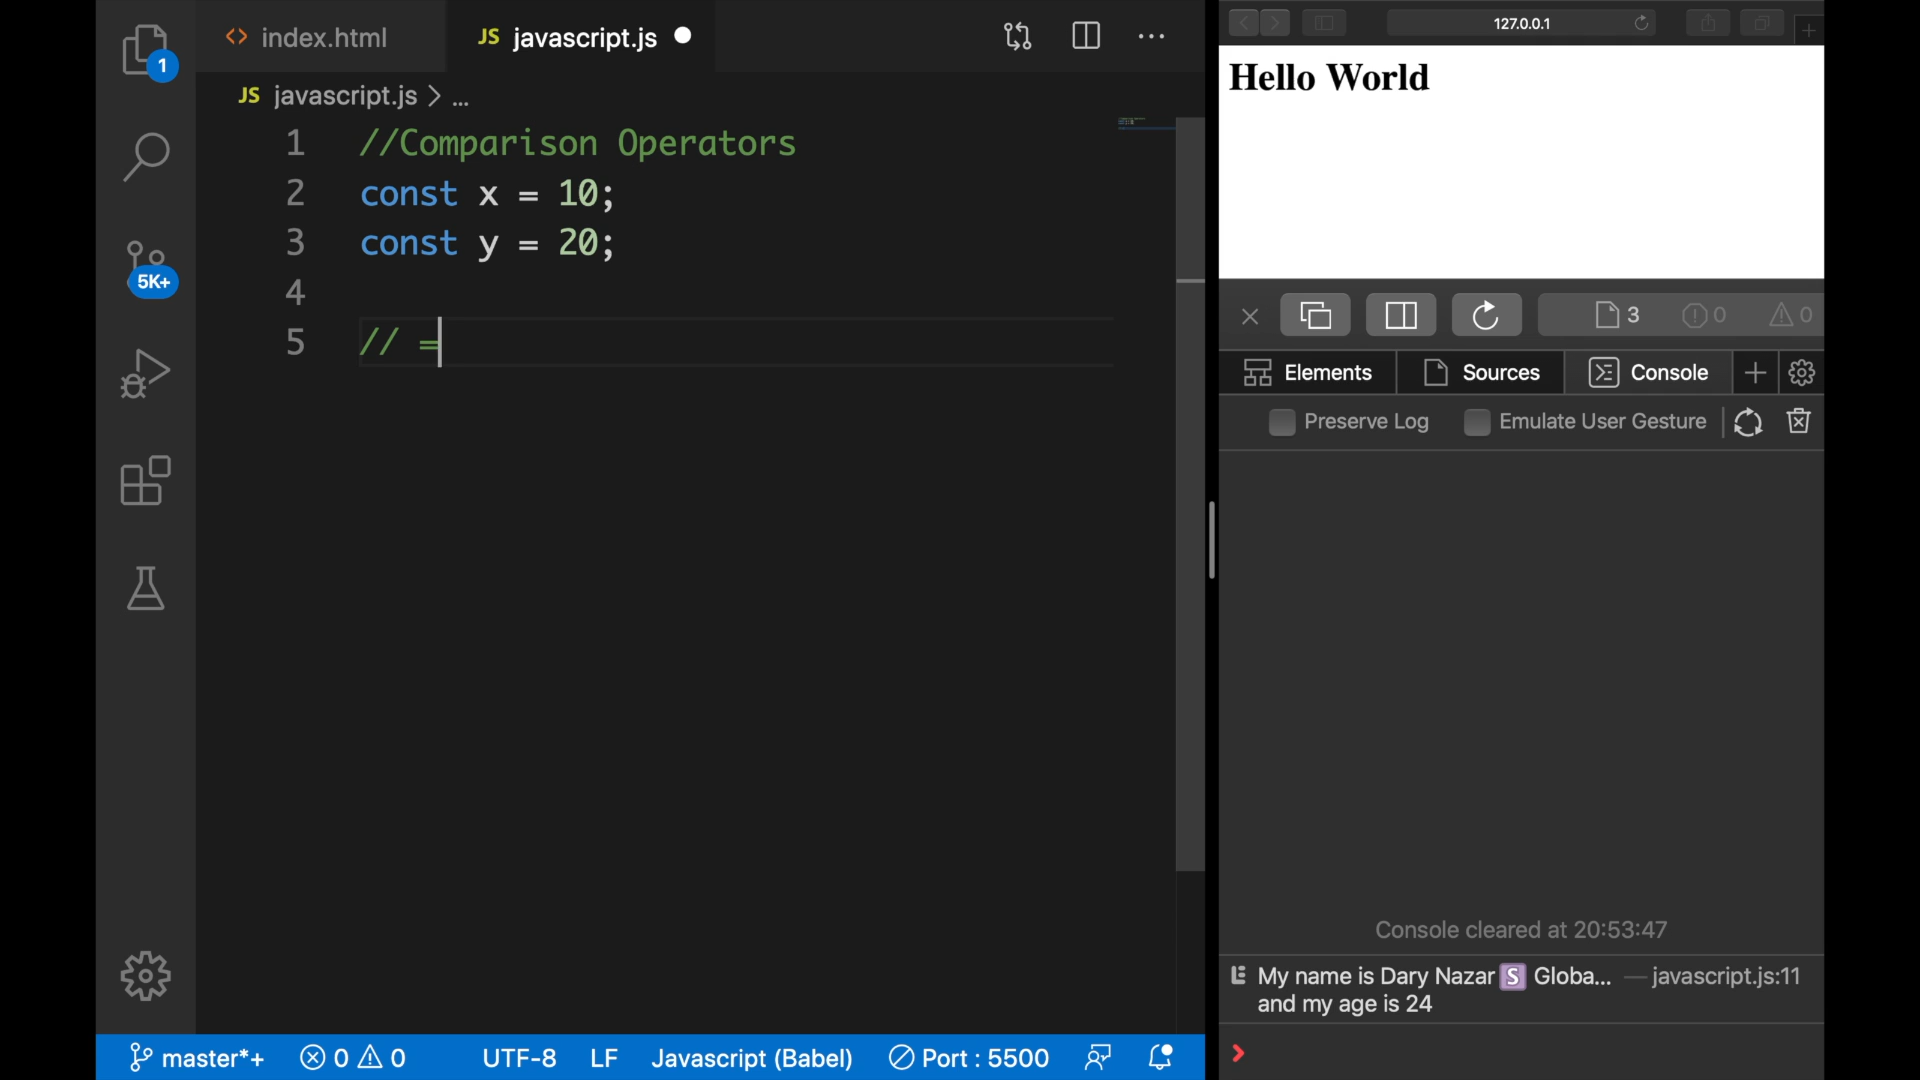 1
5K+
<> index.html
JS javascript.js
JS javascript.js > ...
1 //Comparison Operators
2 const x = 10;
3 const y = 20;
4
5 // =
master*+ 0 0 UTF-8 LF Javascript (Babel) Port : 5500
127.0.0.1
Hello World
3 0 0
Elements Sources Console
Preserve Log Emulate User Gesture
Console cleared at 20:53:47
My name is Dary Nazar S Globa... — javascript.js:11
and my age is 24